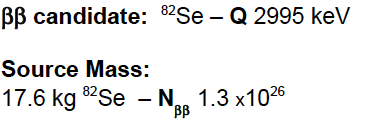 ββ candidate: ⁸²Se – Q 2995 keV
Source Mass:
17.6 kg ⁸²Se – Nββ 1.3 x10²⁶